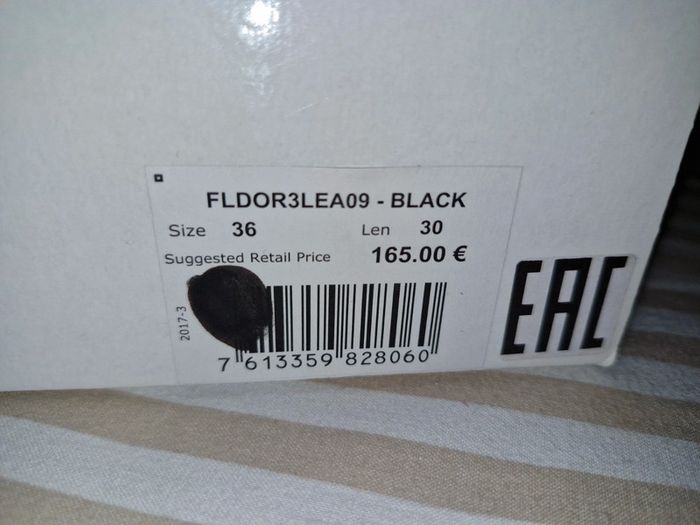 FLDOR3LEA09 - BLACK
Size 36 Len 30
Suggested Retail Price 165.00 €
2017-3
7 613359 828060
EAC